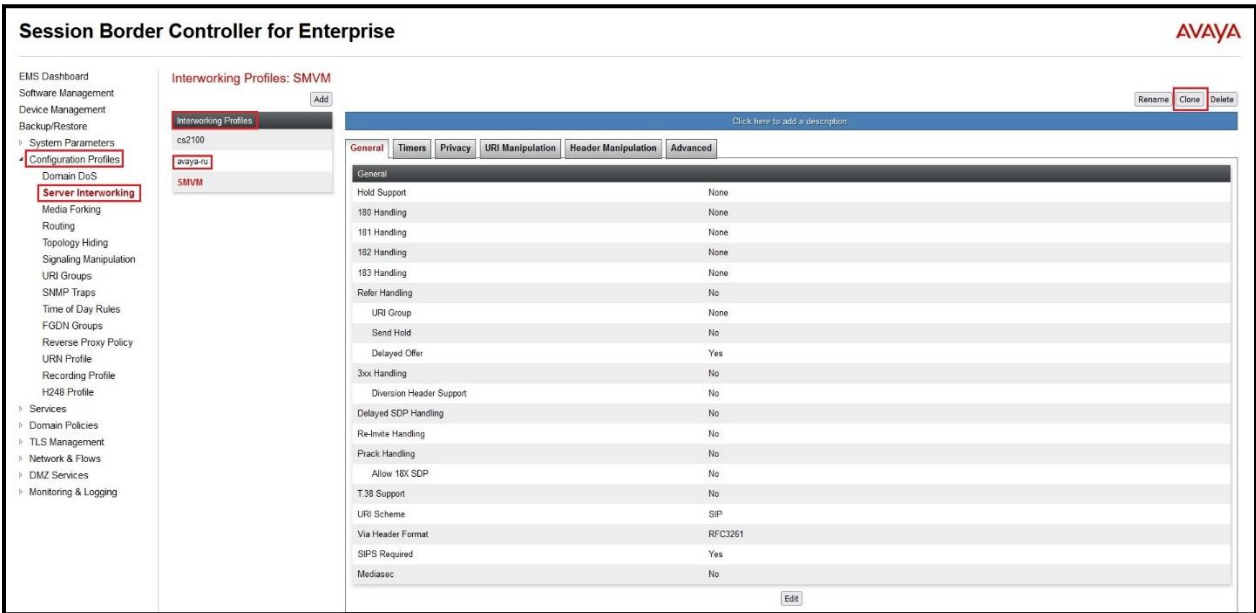 Session Border Controller for Enterprise
AVAYA
EMS Dashboard
Software Management
Device Management
Backup/Restore
System Parameters
Configuration Profiles
Domain DoS
Server Interworking
Media Forking
Routing
Topology Hiding
Signaling Manipulation
URI Groups
SNMP Traps
Time of Day Rules
FGDN Groups
Reverse Proxy Policy
URN Profile
Recording Profile
H248 Profile
Services
Domain Policies
TLS Management
Network & Flows
DMZ Services
Monitoring & Logging
Interworking Profiles: SMVM
Add
Interworking Profiles
cs2100
avaya-ru
SMVM
Rename Clone Delete
Click here to add a description.
General Timers Privacy URI Manipulation Header Manipulation Advanced
General
Hold Support None
180 Handling None
181 Handling None
182 Handling None
183 Handling None
Refer Handling No
URI Group None
Send Hold No
Delayed Offer Yes
3xx Handling No
Diversion Header Support No
Delayed SDP Handling No
Re-Invite Handling No
Prack Handling No
Allow 18X SDP No
T.38 Support No
URI Scheme SIP
Via Header Format RFC3261
SIPS Required Yes
Mediasec No
Edit